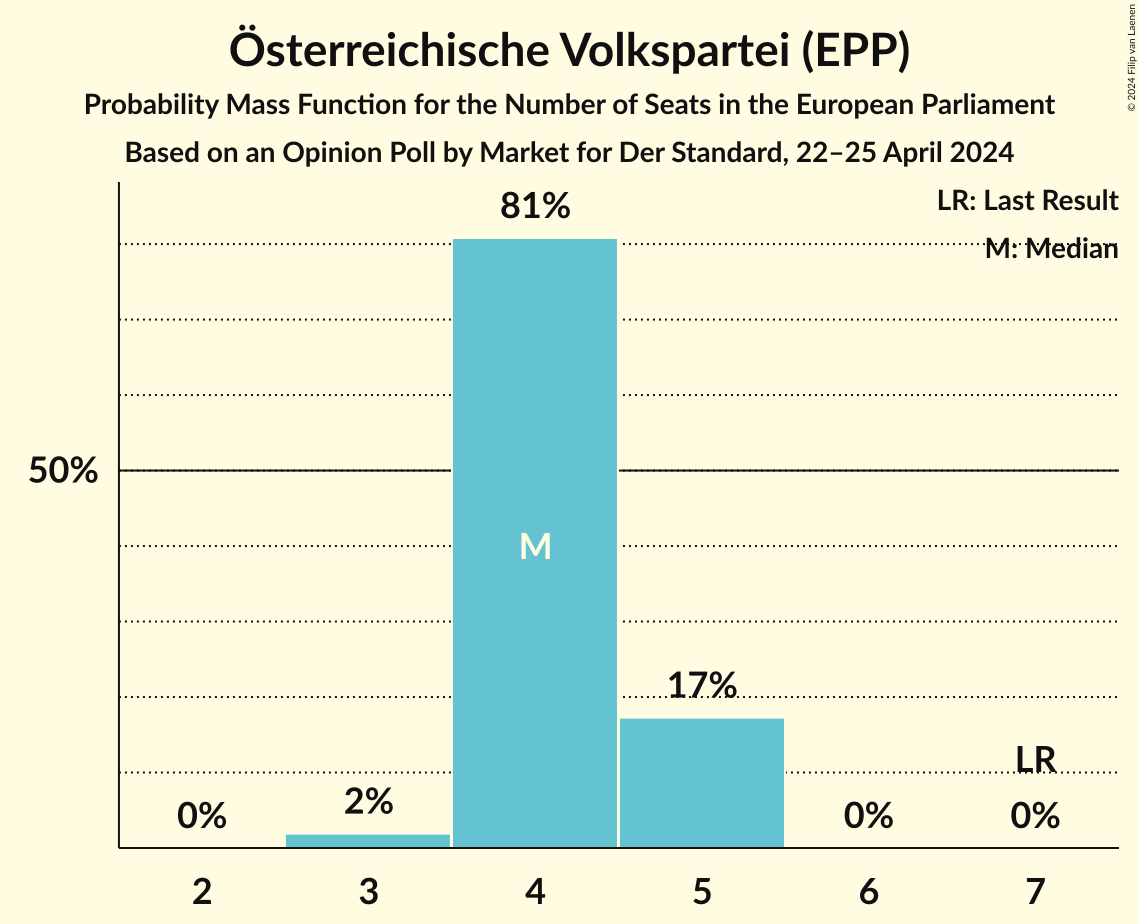 Österreichische Volkspartei (EPP)
Probability Mass Function for the Number of Seats in the European Parliament
Based on an Opinion Poll by Market for Der Standard, 22–25 April 2024
© 2024 Filip van Laenen
LR: Last Result
M: Median
81%
50%
M
17%
LR
2%
0%
0%
0%
2 3 4 5 6 7